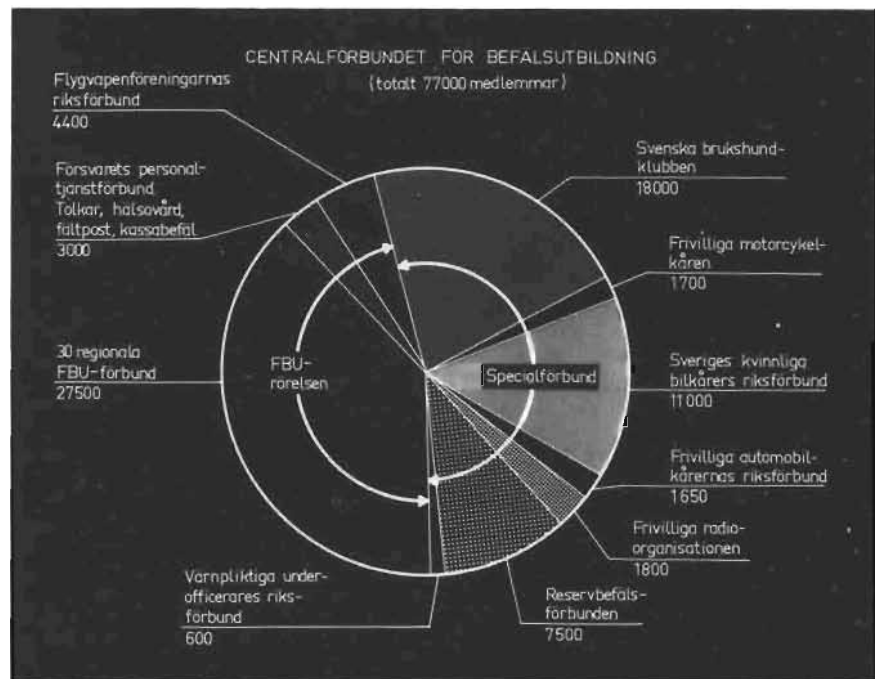 CENTRALFÖRBUNDET FÖR BEFÄLSUTBILDNING
(totalt 77000 medlemmar)
Flygvapenföreningarnas
riksförbund
4400
Försvarets personal-
tjänstförbund
Tolkar, hälsovård,
fältpost, kassabefäl
3000
30 regionala
FBU-förbund
27500
FBU-
rörelsen
Specialförbund
Svenska brukshund-
klubben
18000
Frivilliga motorcykel-
kåren
1700
Sveriges kvinnliga
bilkårers riksförbund
11000
Frivilliga automobil-
kårernas riksförbund
1650
Frivilliga radio-
organisationen
1800
Reservbefäls-
förbunden
7500
Värnpliktiga under-
officerares riks-
förbund
600